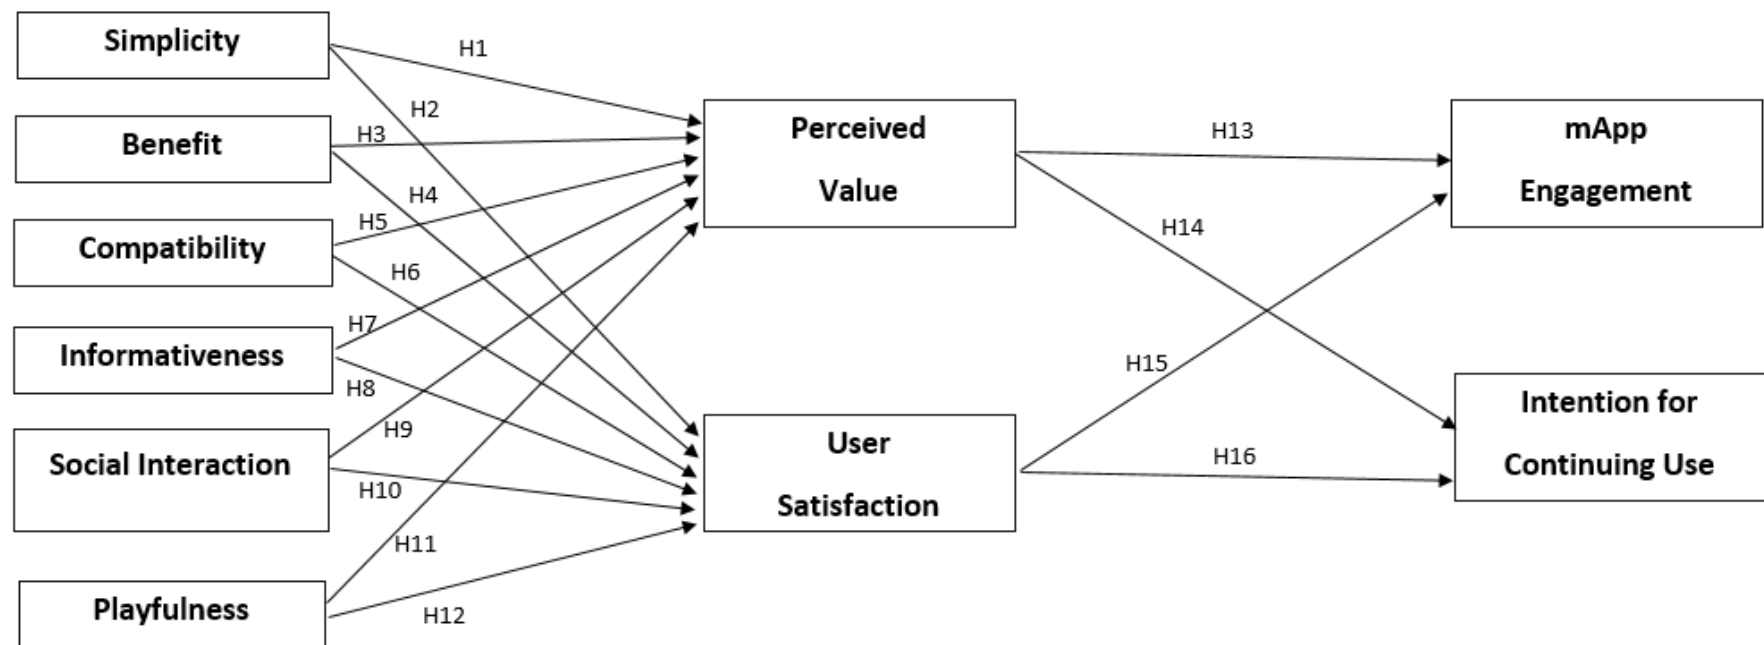 Simplicity
Benefit
Compatibility
Informativeness
Social Interaction
Playfulness
H1
H2
H3
H4
H5
H6
H7
H8
H9
H10
H11
H12
Perceived
Value
User
Satisfaction
H13
H14
H15
H16
mApp
Engagement
Intention for
Continuing Use